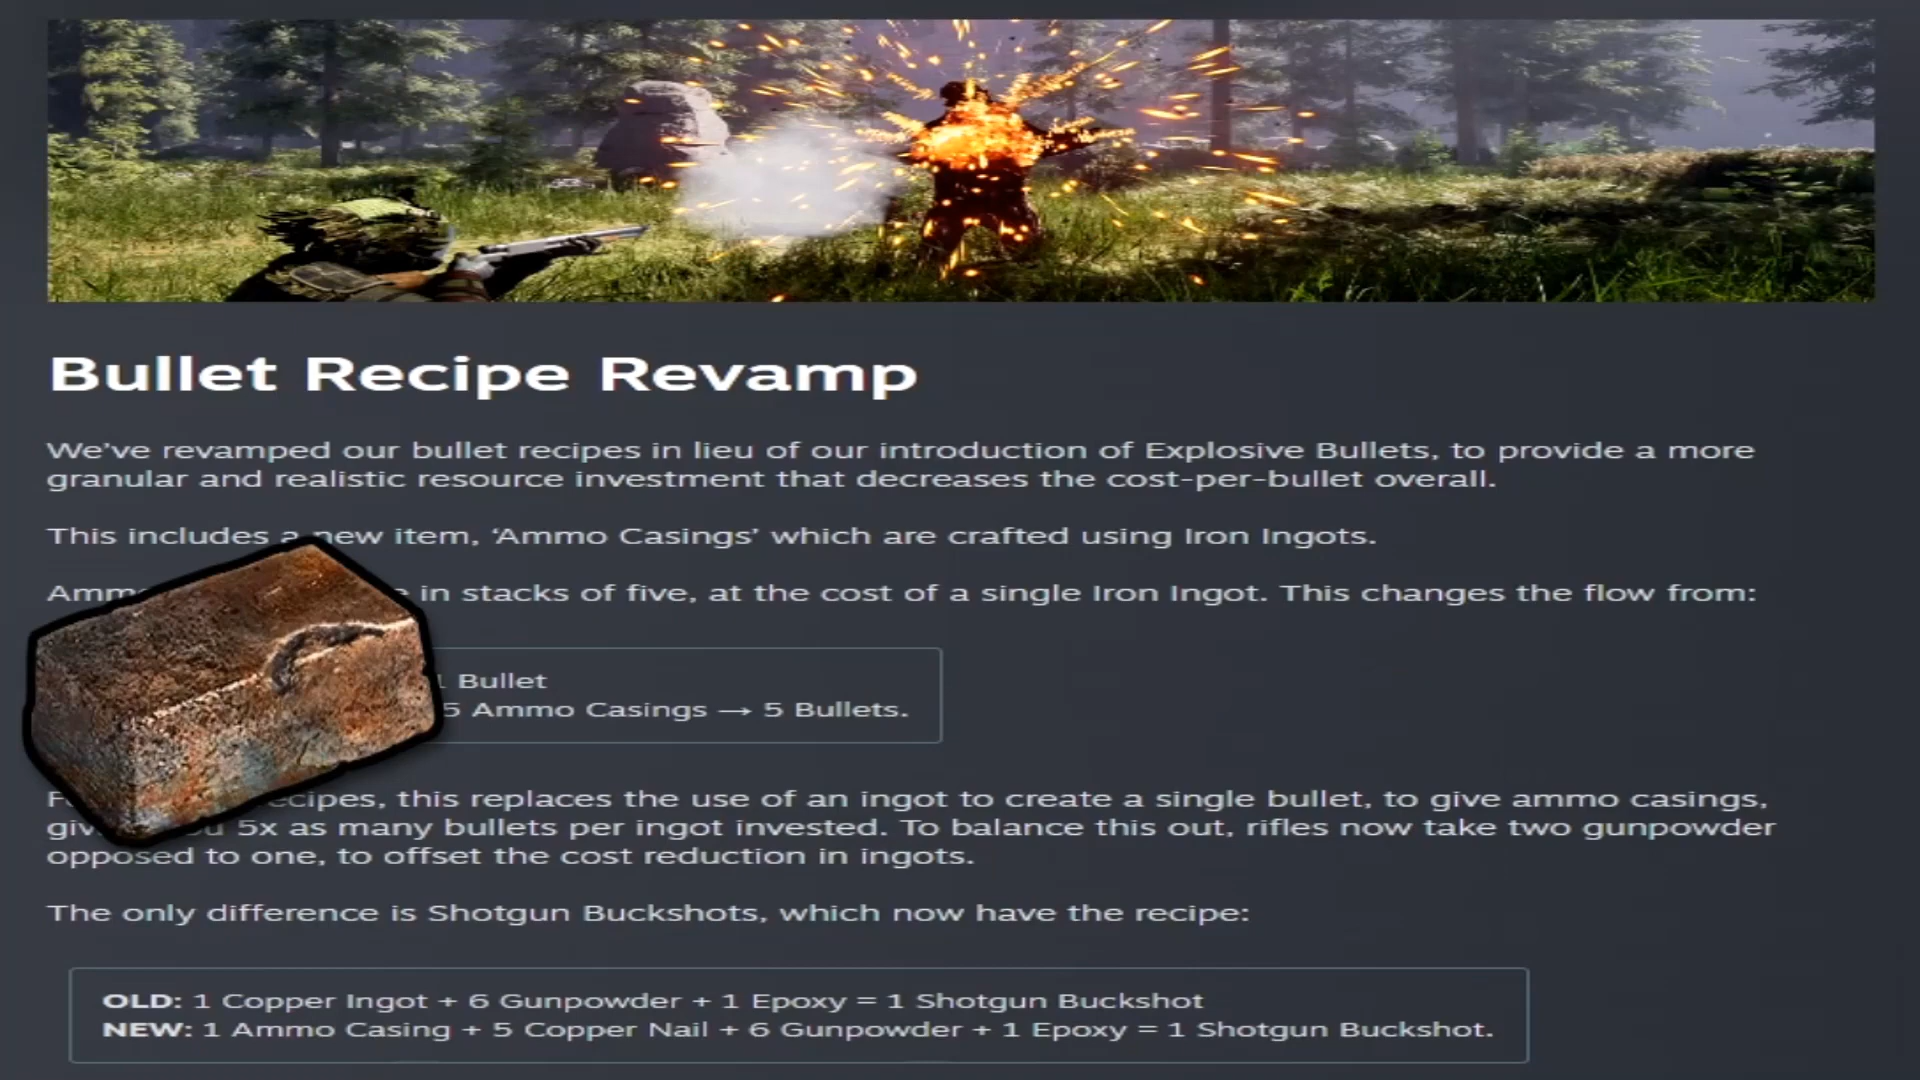 Bullet Recipe Revamp
We've revamped our bullet recipes in lieu of our introduction of Explosive Bullets, to provide a more
granular and realistic resource investment that decreases the cost-per-bullet overall.
This includes a new item, ‘Ammo Casings’ which are crafted using Iron Ingots.
in stacks of five, at the cost of a single Iron Ingot. This changes the flow from:
1 Bullet
5 Ammo Casings → 5 Bullets.
this replaces the use of an ingot to create a single bullet, to give ammo casings,
5x as many bullets per ingot invested. To balance this out, rifles now take two gunpowder
opposed to one, to offset the cost reduction in ingots.
The only difference is Shotgun Buckshots, which now have the recipe:
OLD: 1 Copper Ingot + 6 Gunpowder + 1 Epoxy = 1 Shotgun Buckshot
NEW: 1 Ammo Casing + 5 Copper Nail + 6 Gunpowder + 1 Epoxy = 1 Shotgun Buckshot.